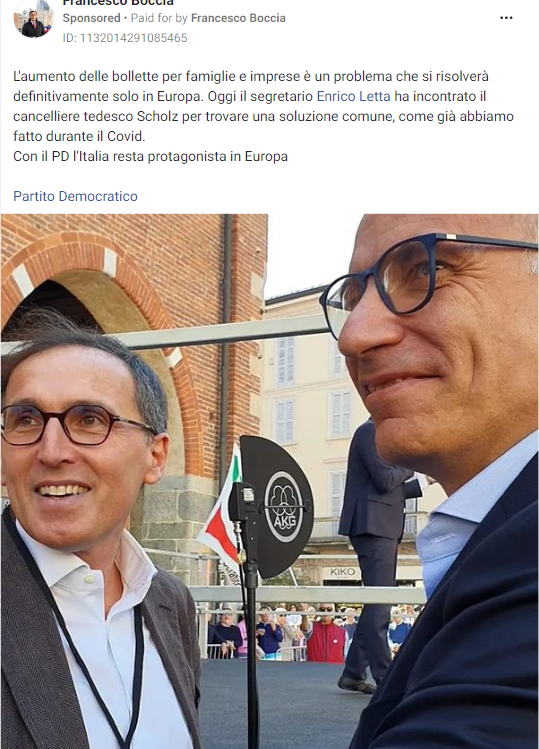 Francesco Boccia
Sponsored • Paid for by Francesco Boccia
ID: 1132014291085465
L'aumento delle bollette per famiglie e imprese è un problema che si risolverà
definitivamente solo in Europa. Oggi il segretario Enrico Letta ha incontrato il
cancelliere tedesco Scholz per trovare una soluzione comune, come già abbiamo
fatto durante il Covid.
Con il PD l'Italia resta protagonista in Europa
Partito Democratico
AKG
KIKO